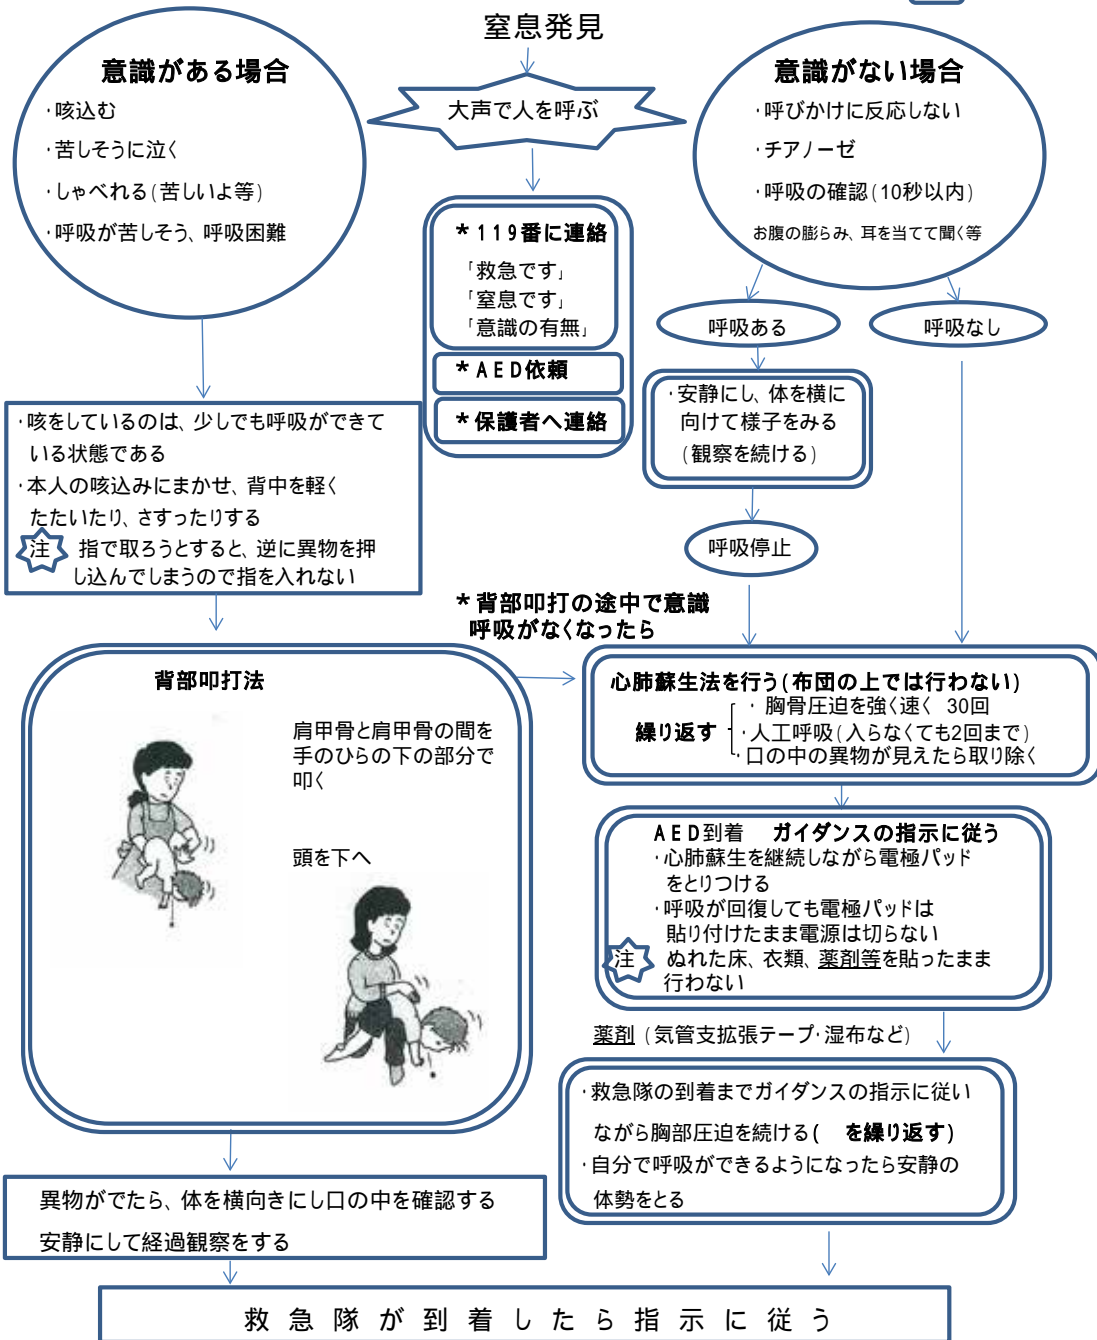 窒息発見
大声で人を呼ぶ
意識がある場合
・咳込む
・苦しそうに泣く
・しゃべれる(苦しいよ等)
・呼吸が苦しそう、呼吸困難
意識がない場合
・呼びかけに反応しない
・チアノーゼ
・呼吸の確認(10秒以内)
お腹の膨らみ、耳を当てて聞く等
*119番に連絡
「救急です」
「窒息です」
「意識の有無」
*AED依頼
*保護者へ連絡
呼吸ある
呼吸なし
・安静にし、体を横に
向けて様子をみる
(観察を続ける)
呼吸停止
・咳をしているのは、少しでも呼吸ができて
いる状態である
・本人の咳込みにまかせ、背中を軽く
たたいたり、さすったりする
注 指で取ろうとすると、逆に異物を押
し込んでしまうので指を入れない
*背部叩打の途中で意識
呼吸がなくなったら
背部叩打法
肩甲骨と肩甲骨の間を
手のひらの下の部分で
叩く
頭を下へ
心肺蘇生法を行う(布団の上では行わない)
・胸骨圧迫を強く速く 30回
繰り返す ・人工呼吸(入らなくても2回まで)
・口の中の異物が見えたら取り除く
AED到着 ガイダンスの指示に従う
・心肺蘇生を継続しながら電極パッド
をとりつける
・呼吸が回復しても電極パッドは
貼り付けたまま電源は切らない
注 ぬれた床、衣類、薬剤等を貼ったまま
行わない
薬剤(気管支拡張テープ・湿布など)
・救急隊の到着までガイダンスの指示に従い
ながら胸部圧迫を続ける( を繰り返す)
・自分で呼吸ができるようになったら安静の
体勢をとる
異物がでたら、体を横向きにし口の中を確認する
安静にして経過観察をする
救急隊が到着したら指示に従う